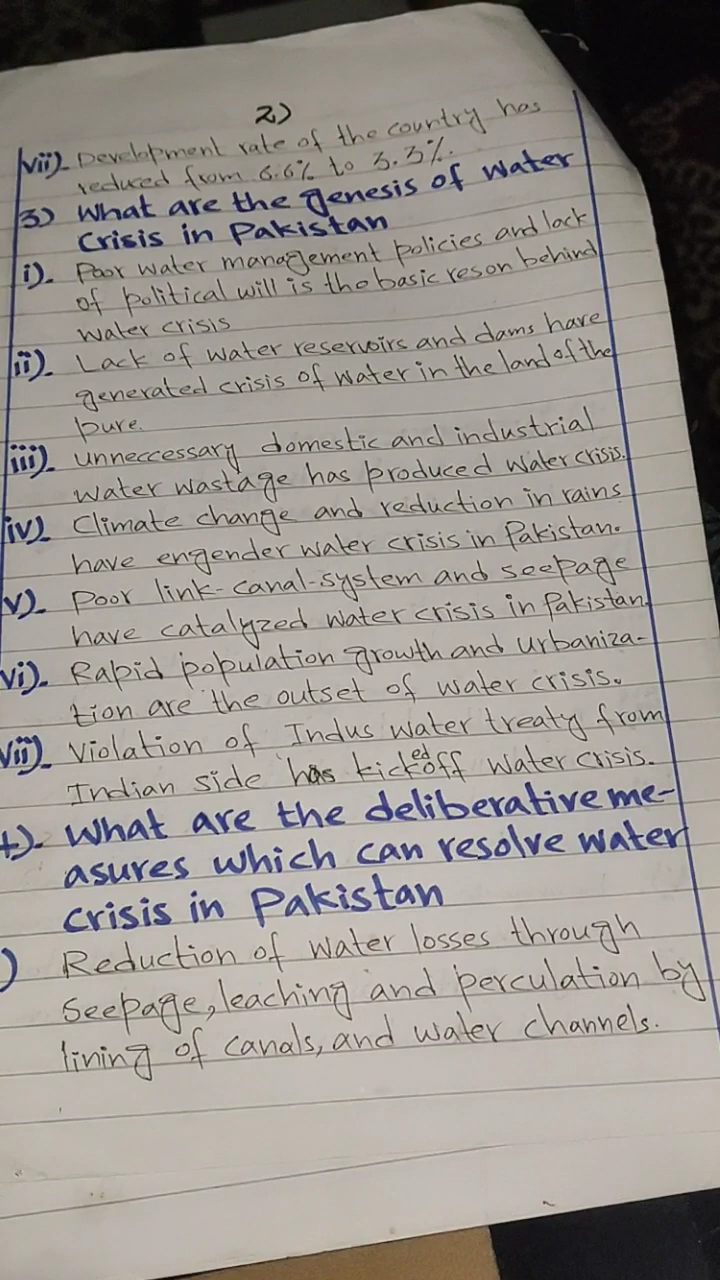 2)
vii). Development rate of the country has
reduced from 6.6% to 3.3%.
3) What are the genesis of water
Crisis in Pakistan
i). Poor water management policies and lack
of political will is the basic reson behind
water crisis
ii). Lack of water reservoirs and dams have
generated crisis of water in the land of the
pure.
iii). unneccessary domestic and industrial
water wastage has produced water crisis.
iv) Climate change and reduction in rains
have engender water crisis in Pakistan.
v). Poor link-canal-system and seepage
have catalyzed water crisis in Pakistan.
vi). Rapid population growth and urbaniza-
tion are the outset of water crisis.
vii). Violation of Indus water treaty from
Indian side has kickedoff water crisis.
4). What are the deliberative me-
asures which can resolve water
crisis in Pakistan
) Reduction of water losses through
seepage, leaching and perculation by
lining of canals, and water channels.